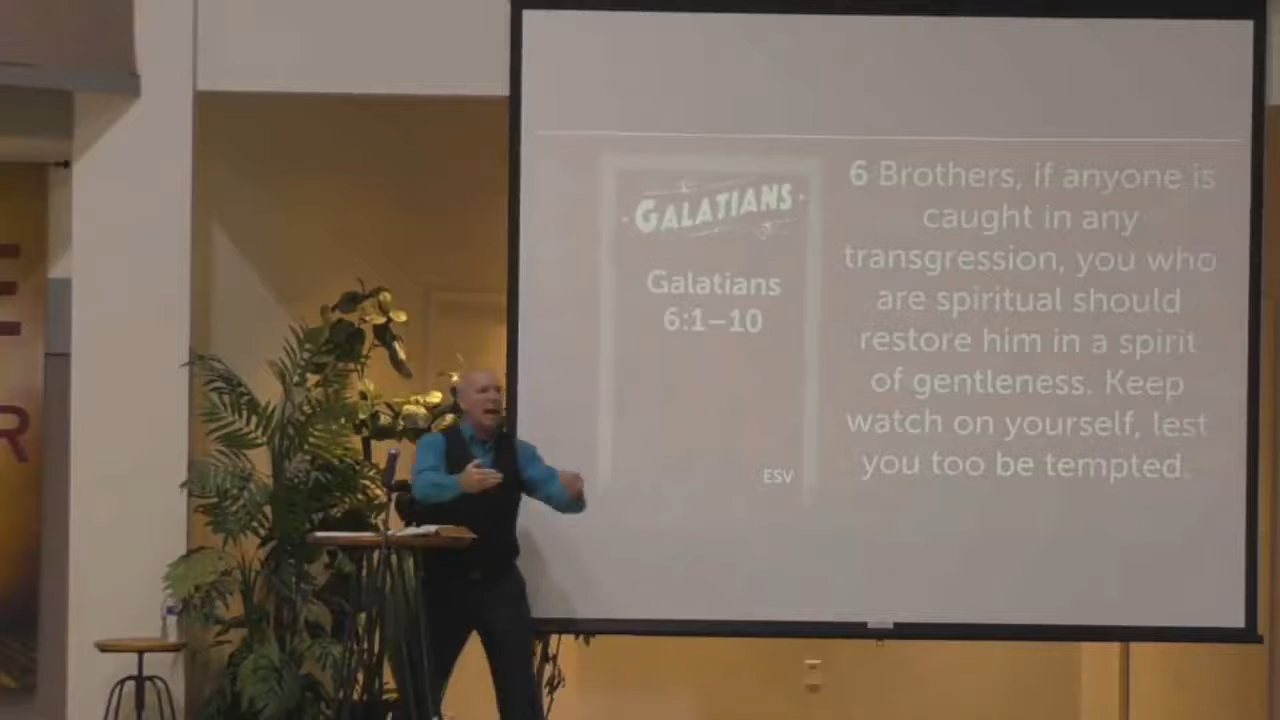 GALATIANS
Galatians
6:1–10
ESV
6 Brothers, if anyone is
caught in any
transgression, you who
are spiritual should
restore him in a spirit
of gentleness. Keep
watch on yourself, lest
you too be tempted.